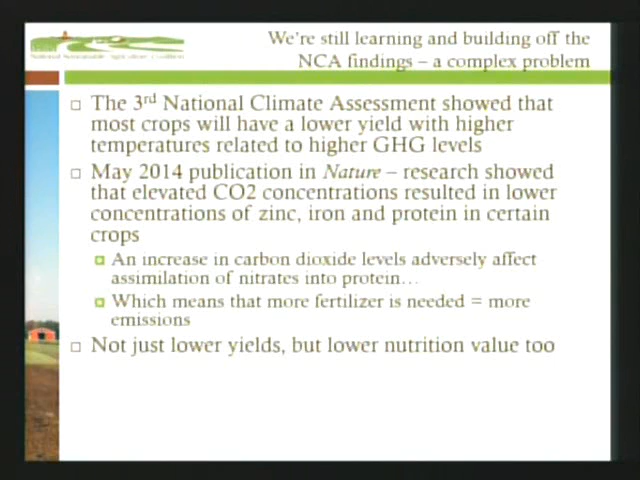 National Sustainable Agriculture Coalition
We're still learning and building off the
NCA findings – a complex problem
The 3rd National Climate Assessment showed that
most crops will have a lower yield with higher
temperatures related to higher GHG levels
May 2014 publication in Nature – research showed
that elevated CO2 concentrations resulted in lower
concentrations of zinc, iron and protein in certain
crops
An increase in carbon dioxide levels adversely affect
assimilation of nitrates into protein…
Which means that more fertilizer is needed = more
emissions
Not just lower yields, but lower nutrition value too